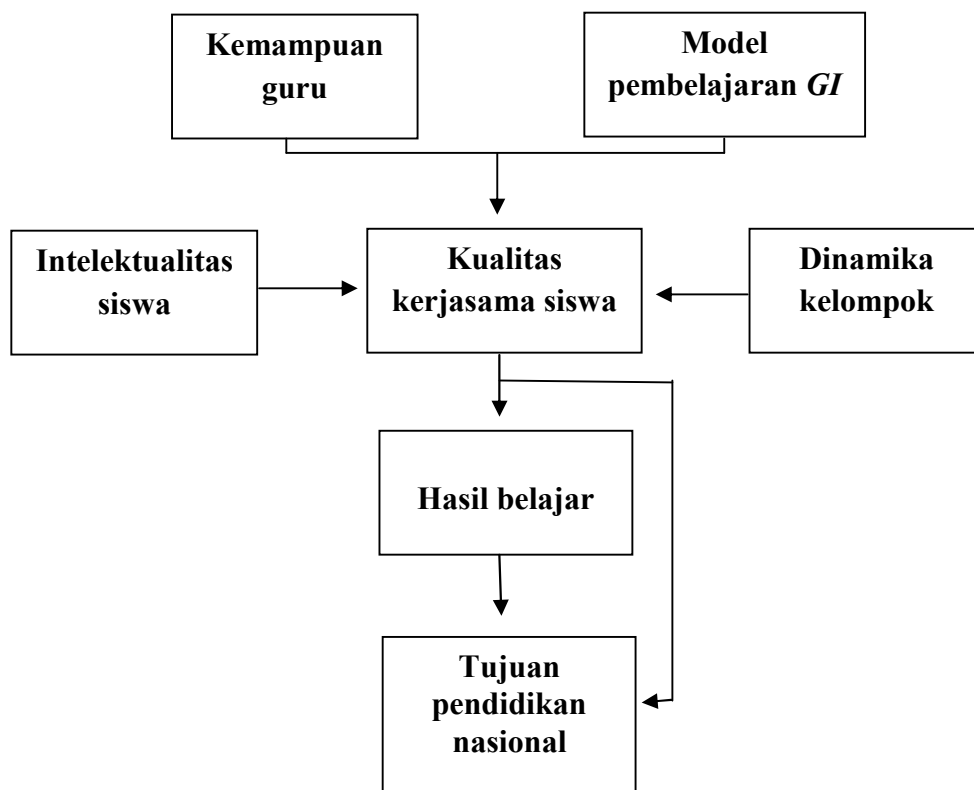 Kemampuan
guru
Model
pembelajaran GI
Intelektualitas
siswa
Kualitas
kerjasama siswa
Dinamika
kelompok
Hasil belajar
Tujuan
pendidikan
nasional